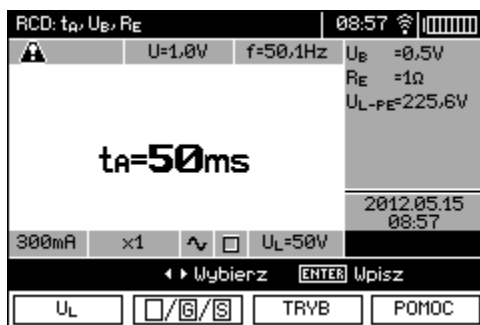 RCD: tA, UB, RE 08:57
U=1,0V f=50,1Hz
UB =0,5V
RE =1Ω
UL-PE=225,6V
tA=50ms
2012.05.15
08:57
300mA x1 UL=50V
Wybierz ENTER Wpisz
UL □/G/S TRYB POMOC